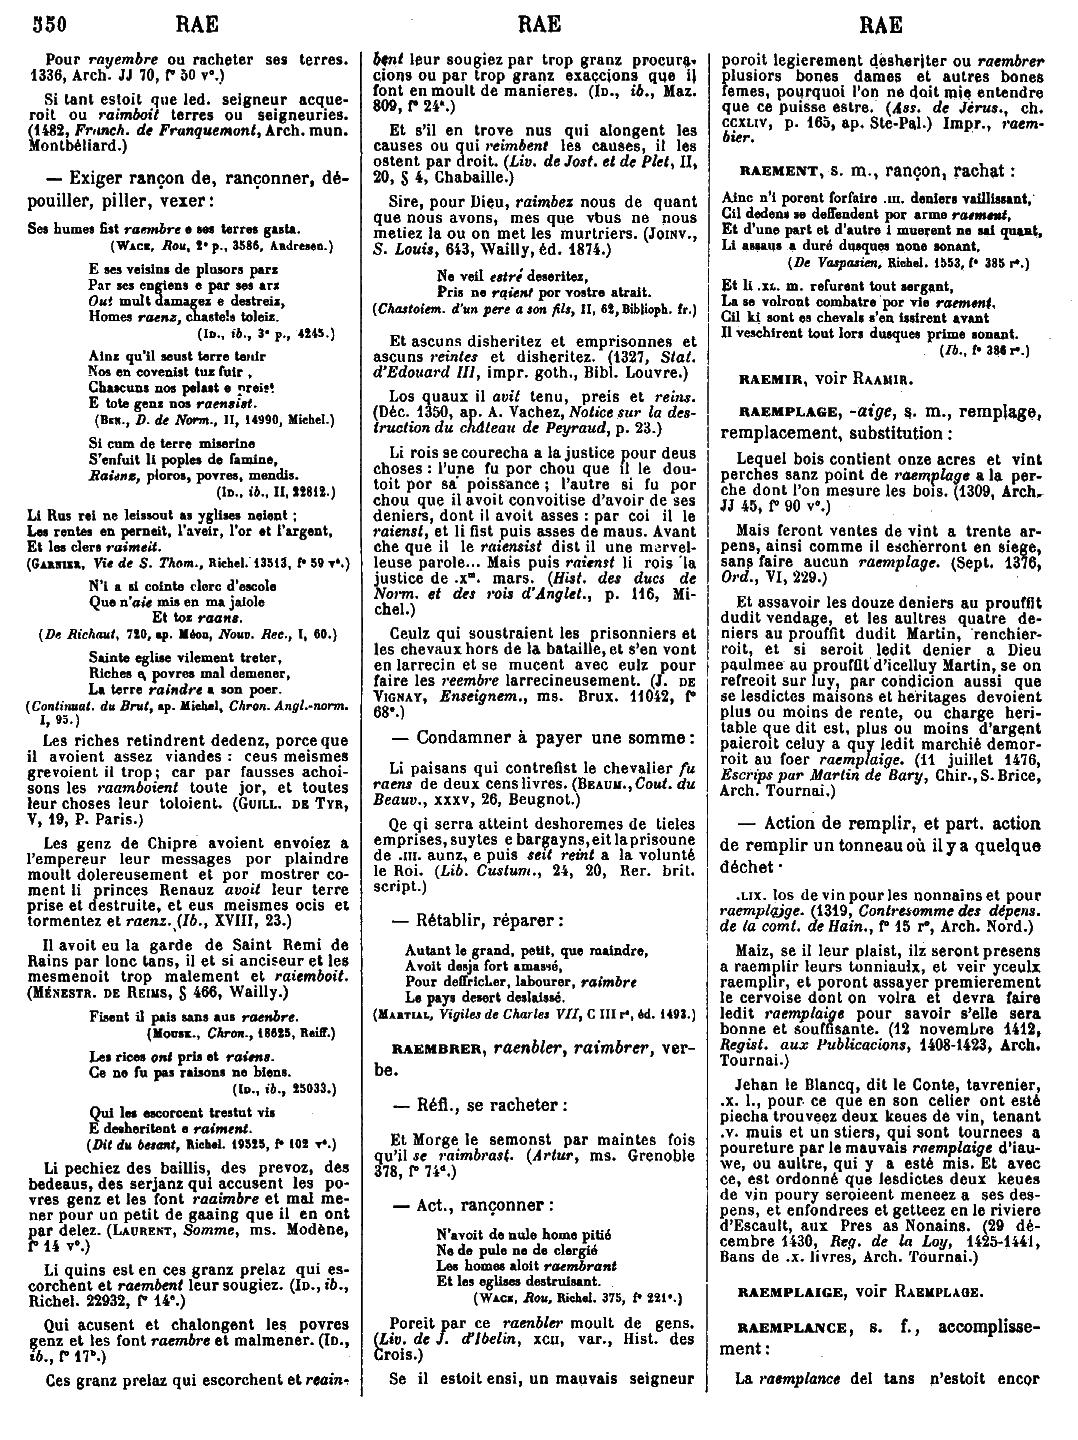 350 RAE RAE RAE
Pour rayembre ou racheter ses terres.
1336, Arch. JJ 70, f° 50 v°.)
Si tant estoit que led. seigneur acque-
roit ou raimboit terres ou seigneuries.
(1482, Franch. de Franquemont, Arch. mun.
Montbéliard.)
— Exiger rançon de, rançonner, dé-
pouiller, piller, vexer :
Ses humes fist raembre e ses terres gasta.
(WACE, Rou, 2° p., 3586, Andresen.)
E ses veisins de plusors parz
Par ses engiens e par ses arz
Out mult damagez e destreiz,
Homes raenz, chastels toleiz.
(ID., ib., 3° p., 4245.)
Ainz qu'il seust terre tenir
Nos en covenist tuz fuir,
Chascuns nos pelast e preist
E tote genz nos raensist.
(BEN., D. de Norm., II, 14990, Michel.)
Si cum de terre miserine
S'enfuit li poples de famine,
Raienz, ploros, povres, mendis.
(ID., ib., II, 22812.)
Li Rus rei ne leissout as yglises neient ;
Les rentes en perneit, l'aveir, l'or et l'argent,
Et les clers raimeit.
(GARNIER, Vie de S. Thom., Richel. 13513, f° 59 v°.)
N'i a si cointe clerc d'escole
Que n'aie mis en ma jaiole
Et toz raans.
(De Richaut, 720, ap. Méon, Nouv. Rec., I, 60.)
Sainte eglise vilement treter,
Riches e povres mal demener,
La terre raindre a son poer.
(Continuat. du Brut, ap. Michel, Chron. Angl.-norm.
I, 95.)
Les riches retindrent dedenz, porce que
il avoient assez viandes : ceus meismes
grevoient il trop; car par fausses achoi-
sons les raamboient toute jor, et toutes
leur choses leur toloient. (GUILL. DE TYR,
V, 19, P. Paris.)
Les genz de Chipre avoient envoiez a
l'empereur leur messages por plaindre
moult dolereusement et por mostrer co-
ment li princes Renauz avoit leur terre
prise et destruite, et eus meismes ocis et
tormentez et raenz. (Ib., XVIII, 23.)
Il avoit eu la garde de Saint Remi de
Rains par lonc tans, il et si anciseur et les
mesmenoit trop malement et raiemboit.
(MÉNESTR. DE REIMS, § 466, Wailly.)
Fisent il pais sans aus raenbre.
(MOUSK., Chron., 18625, Reiff.)
Les rices ont pris et raiens.
Ce ne fu pas raisons ne biens.
(ID., ib., 25033.)
Qui les escorcent trestut vis
E desheritent e raiment.
(Dit du besant, Richel. 19525, f° 102 v°.)
Li pechiez des baillis, des prevoz, des
bedeaus, des serjanz qui accusent les po-
vres genz et les font raaimbre et mal me-
ner pour un petit de gaaing que il en ont
par delez. (LAURENT, Somme, ms. Modène,
f° 14 v°.)
Li quins est en ces granz prelaz qui es-
corchent et raembent leur sougiez. (ID., ib.,
Richel. 22932, f° 14ᵃ.)
Qui acusent et chalongent les povres
genz et les font raembre et malmener. (ID.,
ib., f° 17ᵇ.)
Ces granz prelaz qui escorchent et reain-
bent leur sougiez par trop granz procura-
cions ou par trop granz exaccions que il
font en moult de manieres. (ID., ib., Maz.
809, f° 24ᵃ.)
Et s'il en trove nus qui alongent les
causes ou qui reimbent les causes, il les
ostent par droit. (Liv. de Jost. et de Plet, II,
20, § 4, Chabaille.)
Sire, pour Dieu, raimbez nous de quant
que nous avons, mes que vous ne nous
metiez la ou on met les murtriers. (JOINV.,
S. Louis, 643, Wailly, éd. 1874.)
Ne veil estre deseritez,
Pris ne raient por vostre atrait.
(Chastoiem. d'un pere a son fils, II, 62, Biblioph. fr.)
Et ascuns disheritez et emprisonnes et
ascuns reintes et disheritez. (1327, Stat.
d'Edouard III, impr. goth., Bibl. Louvre.)
Los quaux il avit tenu, preis et reins.
(Déc. 1350, ap. A. Vachez, Notice sur la des-
truction du château de Peyraud, p. 23.)
Li rois se courecha a la justice pour deus
choses : l'une fu por chou que il le dou-
toit por sa poissance ; l'autre si fu por
chou que il avoit convoitise d'avoir de ses
deniers, dont il avoit asses : par coi il le
raienst, et li fist puis asses de maus. Avant
che que il le raiensist dist il une mervel-
leuse parole... Mais puis raienst li rois la
justice de .xᵐ. mars. (Hist. des ducs de
Norm. et des rois d'Anglet., p. 116, Mi-
chel.)
Ceulz qui soustraient les prisonniers et
les chevaux hors de la bataille, et s'en vont
en larrecin et se mucent avec eulz pour
faire les reembre larrecineusement. (J. DE
VIGNAY, Enseignem., ms. Brux. 11042, f°
68ᵃ.)
— Condamner à payer une somme :
Li paisans qui contrefist le chevalier fu
raens de deux cens livres. (BEAUM., Cout. du
Beauv., XXXV, 26, Beugnot.)
Qe qi serra atteint deshoremes de tieles
emprises, suytes e bargayns, eit la prisoune
de .III. aunz, e puis seit reint a la volunté
le Roi. (Lib. Custum., 24, 20, Rer. brit.
script.)
— Rétablir, réparer :
Autant le grand, petit, que maindre,
Avoit desja fort amassé,
Pour deffricLer, labourer, raimbre
Le pays desert deslaissé.
(MARTIAL, Vigiles de Charles VII, C III r°, éd. 1493.)
RAEMBRER, raenbler, raimbrer, ver-
be.
— Réfl., se racheter :
Et Morge le semonst par maintes fois
qu'il se raimbrast. (Artur, ms. Grenoble
378, f° 74ᵈ.)
— Act., rançonner :
N'avoit de nule home pitié
Ne de pule ne de clergié
Les homes aloit raembrant
Et les eglises destruisant.
(WACE, Rou, Richel. 375, f° 221ᵉ.)
Poreit par ce raenbler moult de gens.
(Liv. de J. d'Ibelin, XCII, var., Hist. des
Crois.)
Se il estoit ensi, un mauvais seigneur
poroit legierement desheriter ou raembrer
plusiors bones dames et autres bones
femes, pourquoi l'on ne doit mie entendre
que ce puisse estre. (Ass. de Jérus., ch.
CCXLIV, p. 165, ap. Ste-Pal.) Impr., raem-
bier.
RAEMENT, s. m., rançon, rachat :
Ainc n'i porent forfaire .III. deniers vaillissant,
Cil dedens se deffendent por arme raement,
Et d'une part et d'autre i muerent ne sai quant,
Li assaus a duré dusques none sonant.
(De Vaspasien, Richel. 1553, f° 385 r°.)
Et li .XL. m. refurent tout sergant,
La se volront combatre por vie raement.
Cil ki sont es chevals s'en issirent avant
Il veschirent tout lors dusques prime sonant.
(Ib., f° 386 r°.)
RAEMIR, voir RAAMIR.
RAEMPLAGE, -aige, s. m., remplage,
remplacement, substitution :
Lequel bois contient onze acres et vint
perches sanz point de raemplage a la per-
che dont l'on mesure les bois. (1309, Arch.
JJ 45, f° 90 v°.)
Mais feront ventes de vint a trente ar-
pens, ainsi comme il escherront en siege,
sans faire aucun raemplage. (Sept. 1376,
Ord., VI, 229.)
Et assavoir les douze deniers au prouffit
dudit vendage, et les aultres quatre de-
niers au prouffit dudit Martin, renchier-
roit, et si seroit ledit denier a Dieu
paulmee au prouffit d'icelluy Martin, se on
refreoit sur luy, par condicion aussi que
se lesdictes maisons et heritages devoient
plus ou moins de rente, ou charge heri-
table que dit est, plus ou moins d'argent
paieroit celuy a quy ledit marchié demor-
roit au foer raemplaige. (11 juillet 1476,
Escrips par Martin de Bary, Chir., S. Brice,
Arch. Tournai.)
— Action de remplir, et part. action
de remplir un tonneau où il y a quelque
déchet :
.LIX. los de vin pour les nonnains et pour
raemplaige. (1319, Contresomme des dépens.
de la comt. de Hain., f° 15 r°, Arch. Nord.)
Maiz, se il leur plaist, ilz seront presens
a raemplir leurs tonniaulx, et veir yceulx
raemplir, et poront assayer premierement
le cervoise dont on volra et devra faire
ledit raemplaige pour savoir s'elle sera
bonne et souffisante. (12 novembre 1412,
Regist. aux Publicacions, 1408-1423, Arch.
Tournai.)
Jehan le Blancq, dit le Conte, tavrenier,
.x. l., pour ce que en son celier ont esté
piecha trouveez deux keues de vin, tenant
.v. muis et un stiers, qui sont tournees a
poureture par le mauvais raemplaige d'iau-
we, ou aultre, qui y a esté mis. Et avec
ce, est ordonné que lesdictes deux keues
de vin poury seroieent meneez a ses des-
pens, et enfondrees et getteez en le riviere
d'Escault, aux Pres as Nonains. (29 dé-
cembre 1430, Reg. de la Loy, 1425-1441,
Bans de .x. livres, Arch. Tournai.)
RAEMPLAIGE, voir RAEMPLAGE.
RAEMPLANCE, s. f., accomplisse-
ment :
La raemplance del tans n'estoit encor